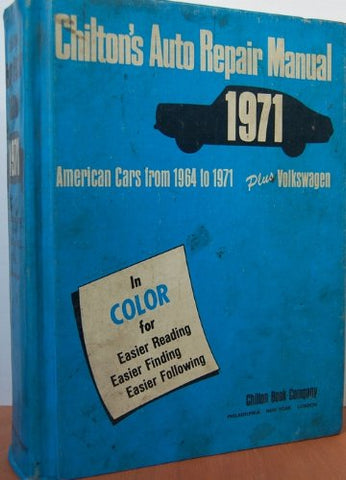 Chilton's Auto Repair Manual
1971
American Cars from 1964 to 1971 Plus Volkswagen
In
COLOR
for
Easier Reading
Easier Finding
Easier Following
Chilton Book Company
PHILADELPHIA NEW YORK LONDON
1971